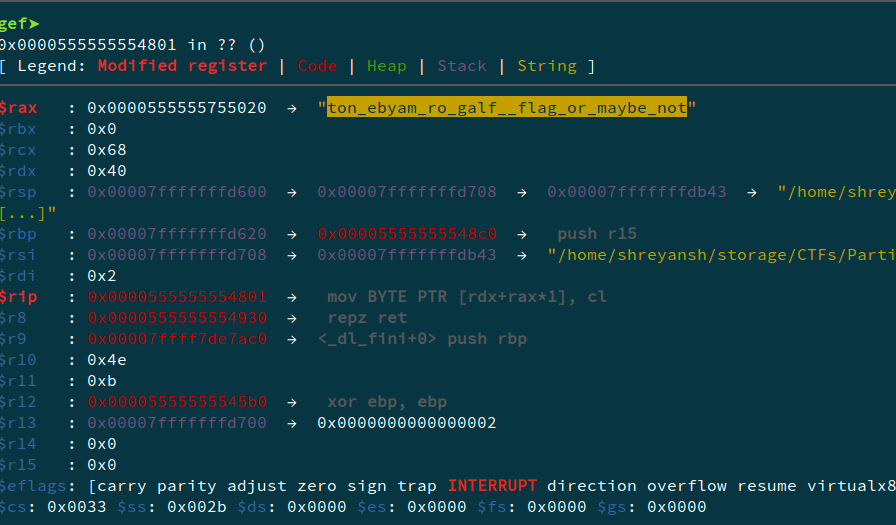 gef➤
0x0000555555554801 in ?? ()
[ Legend: Modified register | Code | Heap | Stack | String ]
$rax   : 0x0000555555755020  →  "ton_ebyam_ro_galf__flag_or_maybe_not"
$rbx   : 0x0
$rcx   : 0x68
$rdx   : 0x40
$rsp   : 0x00007fffffffd600  →  0x00007fffffffd708  →  0x00007fffffffdb43  →  "/home/shrey
[...]"
$rbp   : 0x00007fffffffd620  →  0x00005555555548c0  →   push r15
$rsi   : 0x00007fffffffd708  →  0x00007fffffffdb43  →  "/home/shreyansh/storage/CTFs/Parti
$rdi   : 0x2
$rip   : 0x0000555555554801  →   mov BYTE PTR [rdx+rax*1], cl
$r8    : 0x0000555555554930  →   repz ret
$r9    : 0x00007ffff7de7ac0  →  <_dl_fini+0> push rbp
$r10   : 0x4e
$r11   : 0xb
$r12   : 0x00005555555545b0  →   xor ebp, ebp
$r13   : 0x00007fffffffd700  →  0x0000000000000002
$r14   : 0x0
$r15   : 0x0
$eflags: [carry parity adjust zero sign trap INTERRUPT direction overflow resume virtualx8
$cs: 0x0033 $ss: 0x002b $ds: 0x0000 $es: 0x0000 $fs: 0x0000 $gs: 0x0000